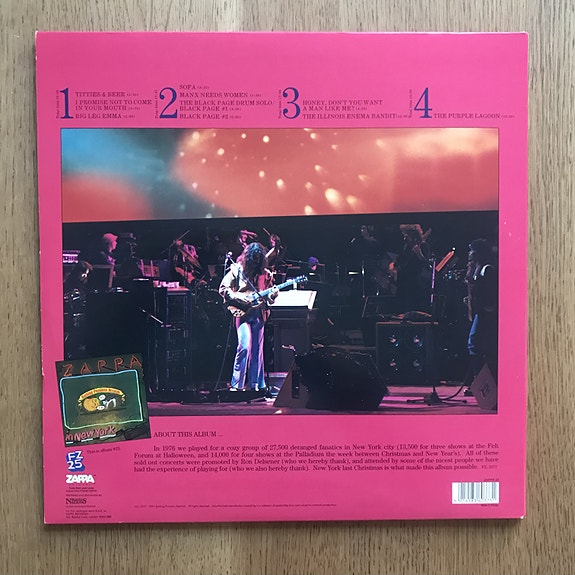 1
TITTIES & BEER
I PROMISE NOT TO COME
IN YOUR MOUTH
BIG LEG EMMA
2
SOFA
MANX NEEDS WOMEN
THE BLACK PAGE DRUM SOLO/
BLACK PAGE #1
BLACK PAGE #2
3
HONEY, DON'T YOU WANT
A MAN LIKE ME?
THE ILLINOIS ENEMA BANDIT
4
THE PURPLE LAGOON
ZAPPA
IN NEW YORK
This is album #25.
FZ
25
ZAPPA
ABOUT THIS ALBUM ...
In 1976 we played for a cozy group of 27,500 deranged fanatics in New York city (13,500 for three shows at the Felt
Forum at Halloween, and 14,000 for four shows at the Palladium the week between Christmas and New Year's). All of these
sold out concerts were promoted by Ron Delsener (who we hereby thank), and attended by some of the nicest people we have
had the experience of playing for (who we also hereby thank). New York last Christmas is what made this album possible. FZ, 1977